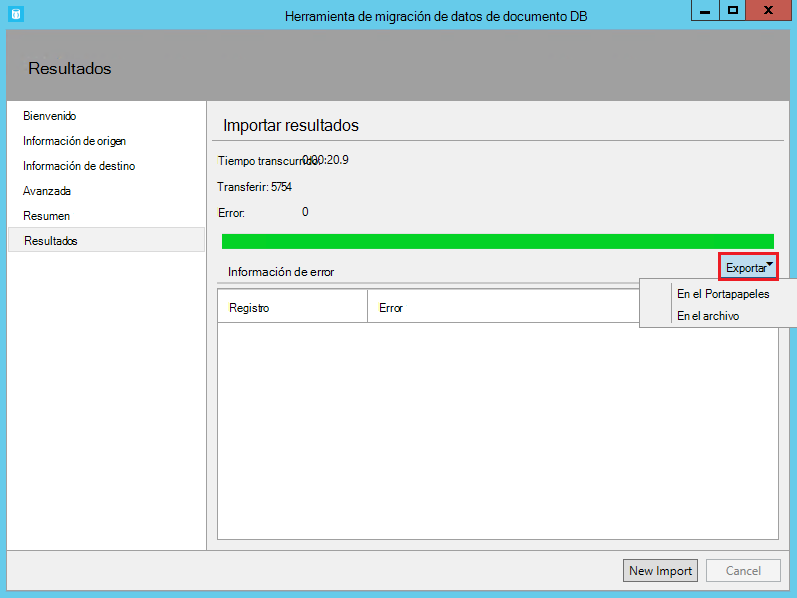 Herramienta de migración de datos de documento DB
Resultados
Bienvenido
Información de origen
Información de destino
Avanzada
Resumen
Resultados
Importar resultados
Tiempo transcurrido: 0:00:20.9
Transferir: 5754
Error: 0
Información de error
Exportar
En el Portapapeles
En el archivo
Registro Error
New Import Cancel